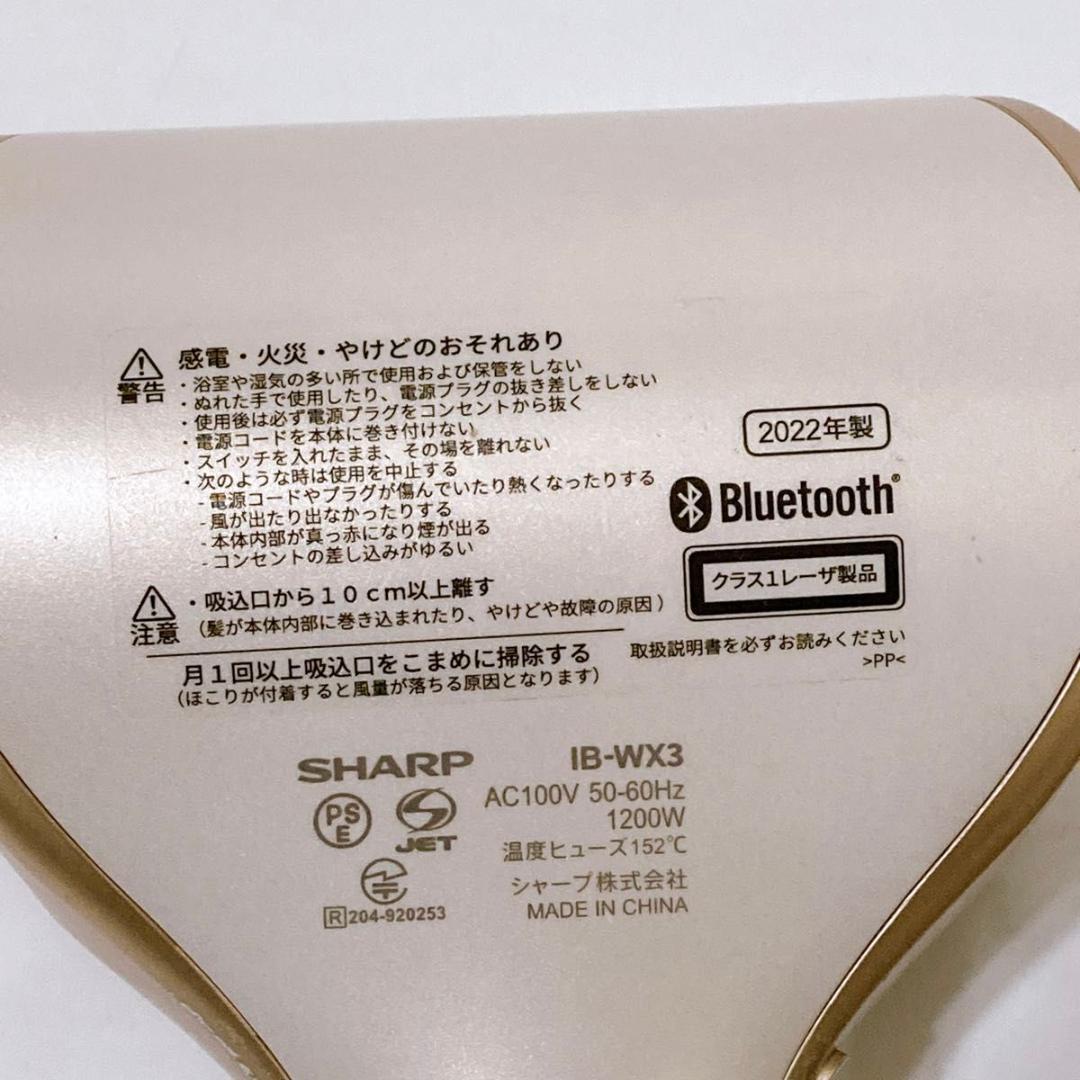 警告
感電・火災・やけどのおそれあり
・浴室や湿気の多い所で使用および保管をしない
・ぬれた手で使用したり、電源プラグの抜き差しをしない
・使用後は必ず電源プラグをコンセントから抜く
・電源コードを本体に巻き付けない
・スイッチを入れたまま、その場を離れない
・次のような時は使用を中止する
-電源コードやプラグが傷んでいたり熱くなったりする
-風が出たり出なかったりする
-本体内部が真っ赤になり煙が出る
-コンセントの差し込みがゆるい
注意
・吸込口から10cm以上離す
(髪が本体内部に巻き込まれたり、やけどや故障の原因)
月1回以上吸込口をこまめに掃除する
(ほこりが付着すると風量が落ちる原因となります)
2022年製
Bluetooth®
クラス1レーザ製品
取扱説明書を必ずお読みください
>PP<
SHARP
IB-WX3
PSE
JET
AC100V 50-60Hz
1200W
温度ヒューズ152℃
シャープ株式会社
R 204-920253
MADE IN CHINA